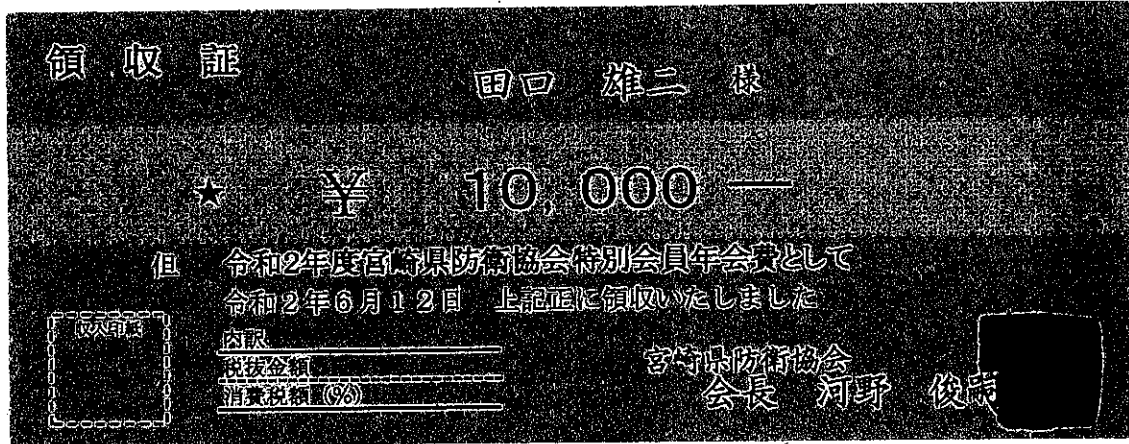 領収証
田口 雄二 様
★ ¥ 10,000 ―
但 令和2年度宮崎県防衛協会特別会員年会費として
令和2年6月12日 上記正に領収いたしました
収入印紙
内訳
税抜金額
消費税額(%)
宮崎県防衛協会
会長 河野 俊